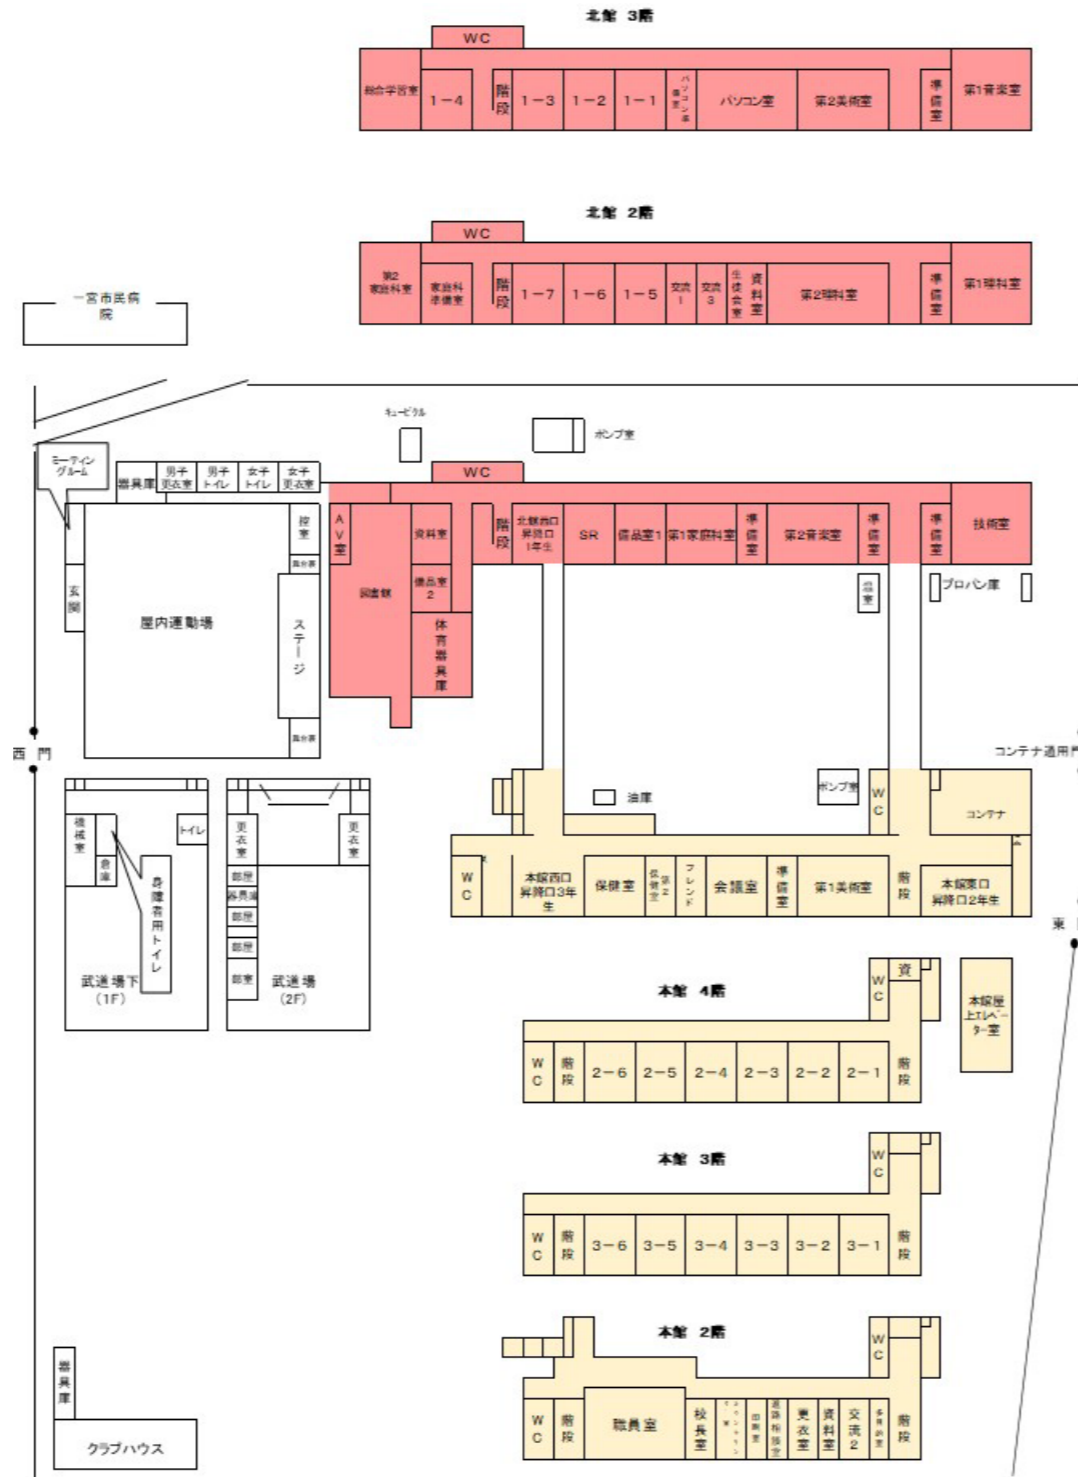 北館 3階
WC
総合学習室
1-4
階段
1-3
1-2
1-1
パソコン室
第2美術室
準備室
第1音楽室
北館 2階
WC
第2
家庭科室
家庭科
準備室
階段
1-7
1-6
1-5
交流
1
交流
3
生徒会室
資料室
第2理科室
準備室
第1理科室
一宮市民病
院
キュービクル
ポンプ室
ミーティン
グルーム
器具庫
男子
更衣室
男子
トイレ
女子
トイレ
女子
更衣室
WC
控室
AV室
資料室
階段
北館西口
昇降口
1年生
SR
備品室1
第1家庭科室
準備室
第2音楽室
準備室
準備室
技術室
玄関
屋内運動場
ステージ
図書館
備品室
2
体育器具庫
プロパン庫
西 門
コンテナ通用門
油庫
ポンプ室
WC
コンテナ
機械室
倉庫
トイレ
身障者用トイレ
武道場下
(1F)
更衣室
更衣室
部屋
器具庫
部屋
部屋
部室
武道場
(2F)
WC
本館西口
昇降口3年
生
保健室
第2
保健室
フレンド
会議室
準備室
第1美術室
階段
本館東口
昇降口2年生
東
本館 4階
WC
資
本館屋
上エレベー
ター室
WC
階段
2-6
2-5
2-4
2-3
2-2
2-1
階段
本館 3階
WC
WC
階段
3-6
3-5
3-4
3-3
3-2
3-1
階段
本館 2階
WC
WC
階段
職員室
校長室
印刷室
進路相談室
更衣室
資料室
交流2
階段
器具庫
クラブハウス